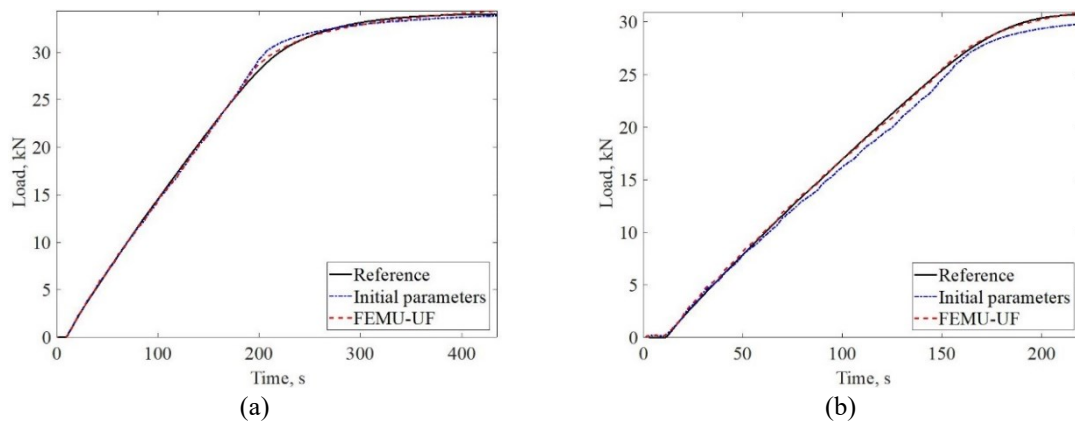 30
25
20
15
10
5
0
Load, kN
0
100
200
300
400
Time, s
Reference
Initial parameters
FEMU-UF
(a)
30
25
20
15
10
5
0
Load, kN
50
100
150
200
Time, s
Reference
Initial parameters
FEMU-UF
(b)